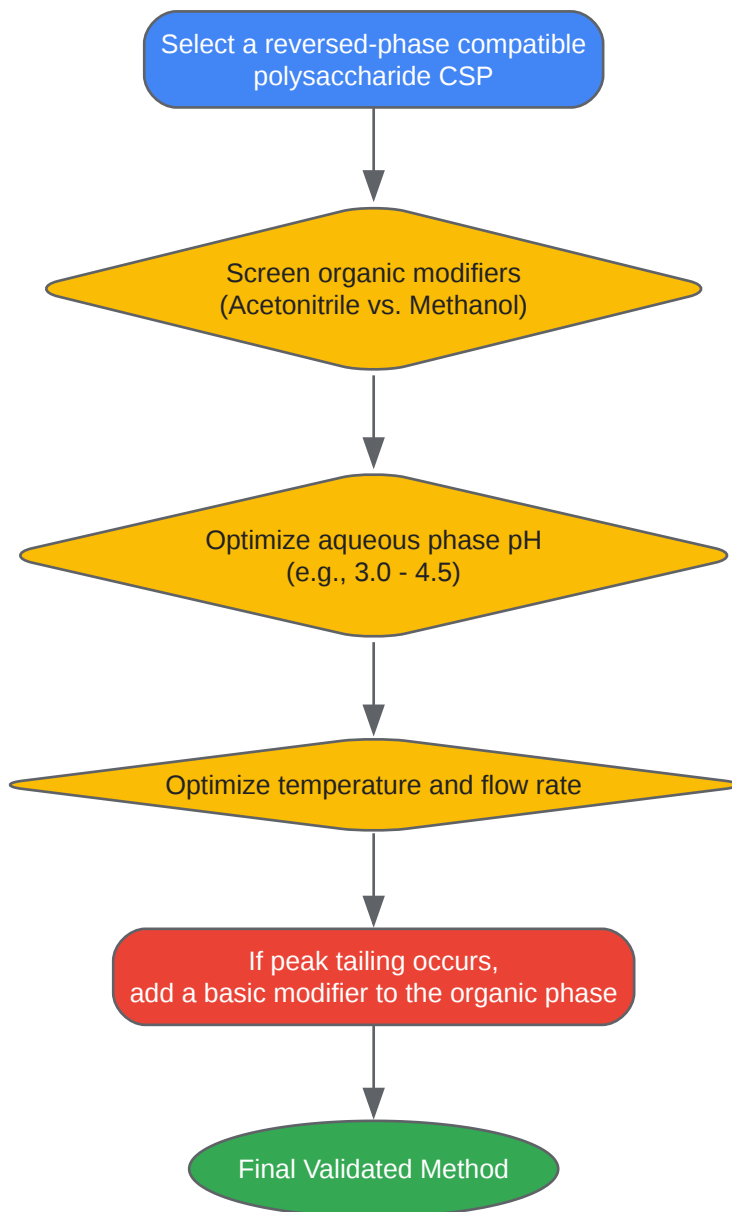 Select a reversed-phase compatible
polysaccharide CSP
Screen organic modifiers
(Acetonitrile vs. Methanol)
Optimize aqueous phase pH
(e.g., 3.0 - 4.5)
Optimize temperature and flow rate
If peak tailing occurs,
add a basic modifier to the organic phase
Final Validated Method